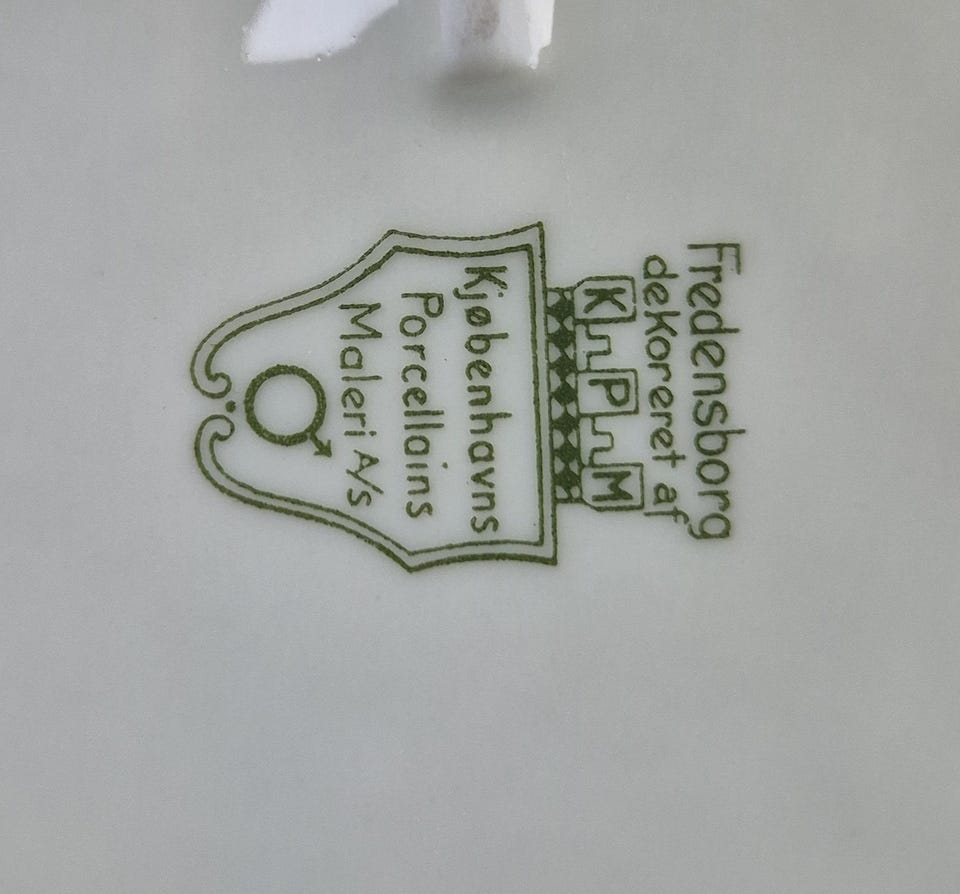 Fredensborg
dekoreret af
KPM
Kjøbenhavns
Porcellains
Maleri A/s